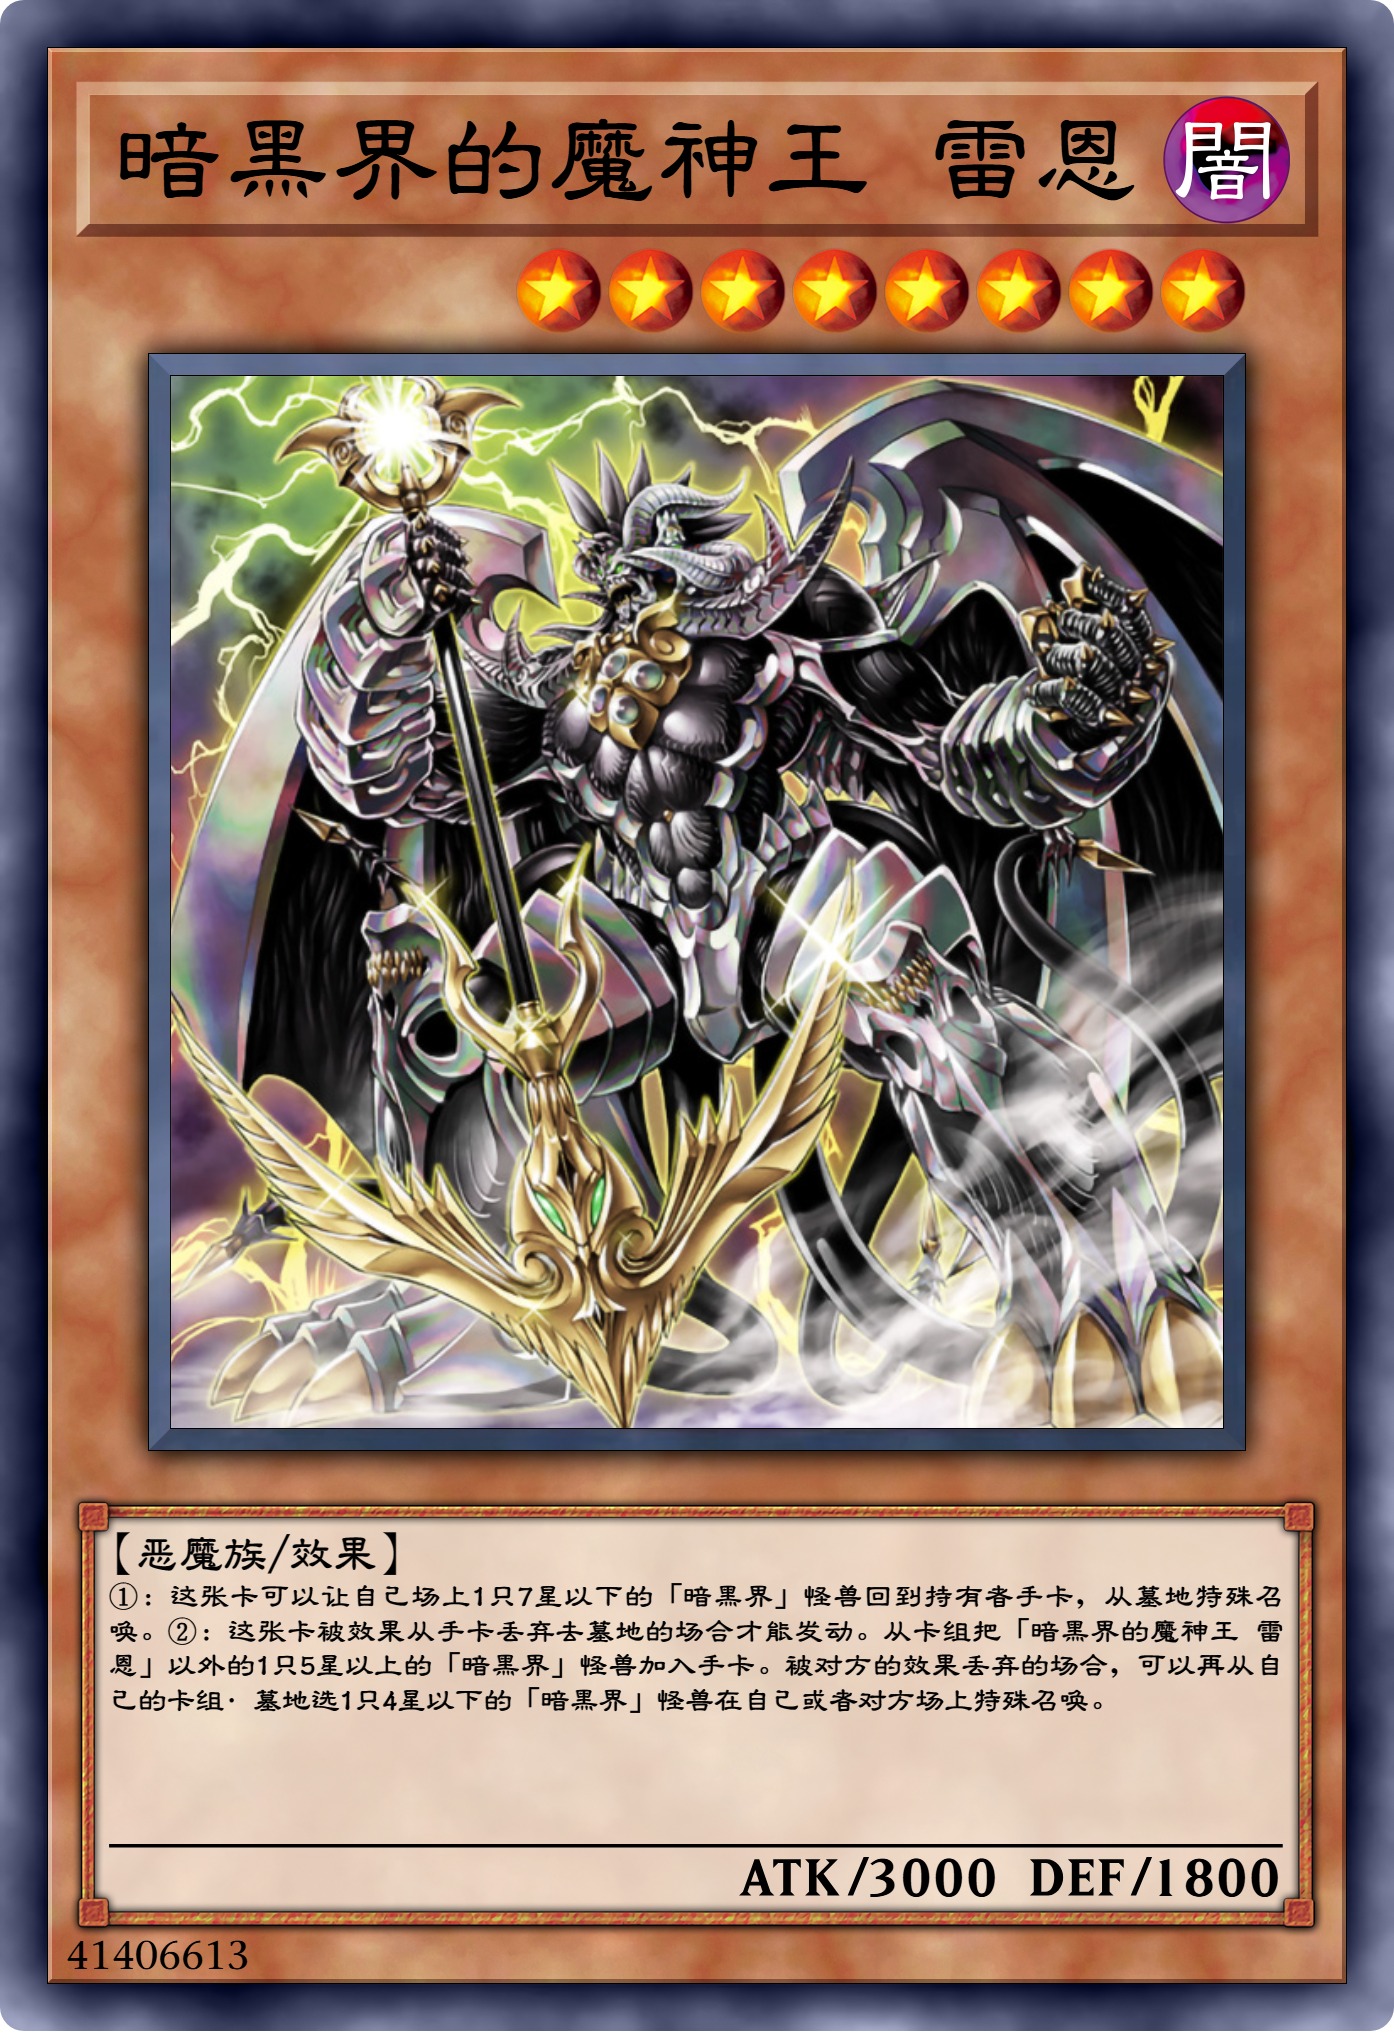 暗黑界的魔神王 雷恩 闇
【恶魔族/效果】
①：这张卡可以让自己场上1只7星以下的「暗黑界」怪兽回到持有者手卡，从墓地特殊召
唤。②：这张卡被效果从手卡丢弃去墓地的场合才能发动。从卡组把「暗黑界的魔神王 雷
恩」以外的1只5星以上的「暗黑界」怪兽加入手卡。被对方的效果丢弃的场合，可以再从自
己的卡组·墓地选1只4星以下的「暗黑界」怪兽在自己或者对方场上特殊召唤。
ATK/3000 DEF/1800
41406613